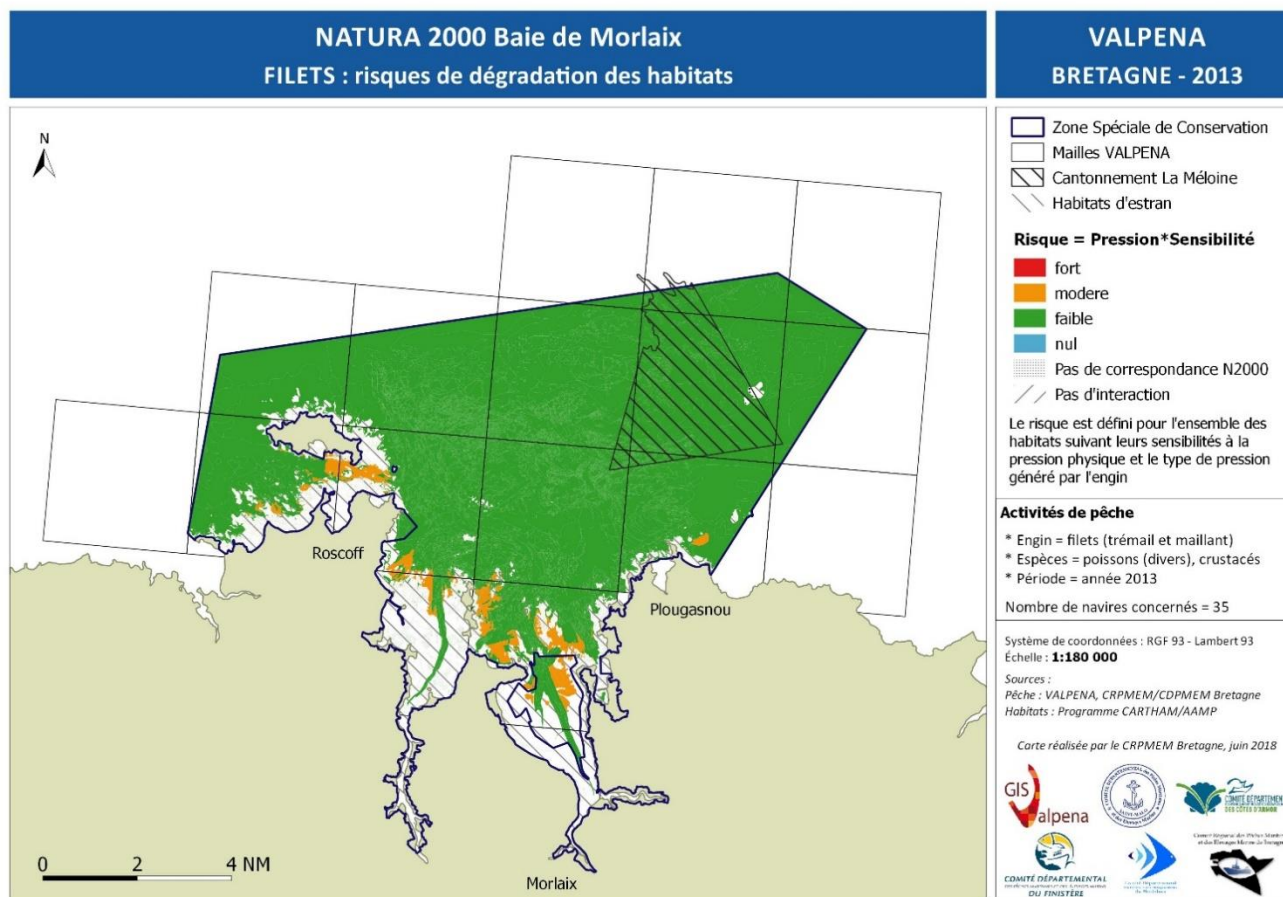 NATURA 2000 Baie de Morlaix
FILETS : risques de dégradation des habitats
VALPENA
BRETAGNE - 2013
N
Roscoff
Plougasnou
Morlaix
0 2 4 NM
Zone Spéciale de Conservation
Mailles VALPENA
Cantonnement La Méloine
Habitats d'estran
Risque = Pression*Sensibilité
fort
modere
faible
nul
Pas de correspondance N2000
Pas d'interaction
Le risque est défini pour l'ensemble des
habitats suivant leurs sensibilités à la
pression physique et le type de pression
généré par l'engin
Activités de pêche
* Engin = filets (trémail et maillant)
* Espèces = poissons (divers), crustacés
* Période = année 2013
Nombre de navires concernés = 35
Système de coordonnées : RGF 93 - Lambert 93
Échelle : 1:180 000
Sources :
Pêche : VALPENA, CRPMEM/CDPMEM Bretagne
Habitats : Programme CARTHAM/AAMP
Carte réalisée par le CRPMEM Bretagne, juin 2018
GIS
Valpena
COMITÉ DÉPARTEMENT
DES CÔTES D'ARMOR
COMITÉ DÉPARTEMENTAL
DU FINISTÈRE